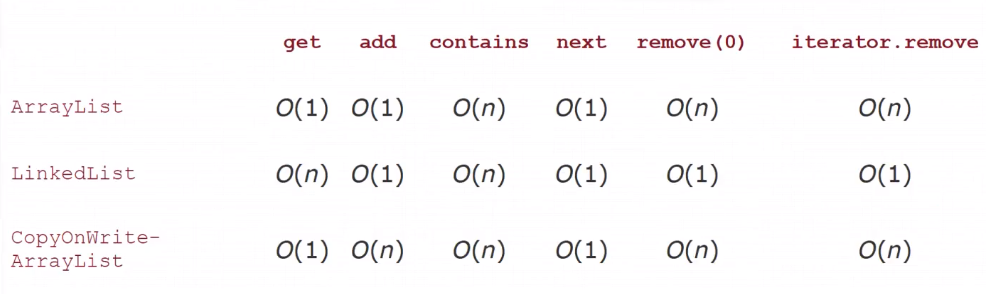 get add contains next remove(0) iterator.remove
ArrayList O(1) O(1) O(n) O(1) O(n) O(n)
LinkedList O(n) O(1) O(n) O(1) O(1) O(1)
CopyOnWrite-
ArrayList O(1) O(n) O(n) O(1) O(n) O(n)